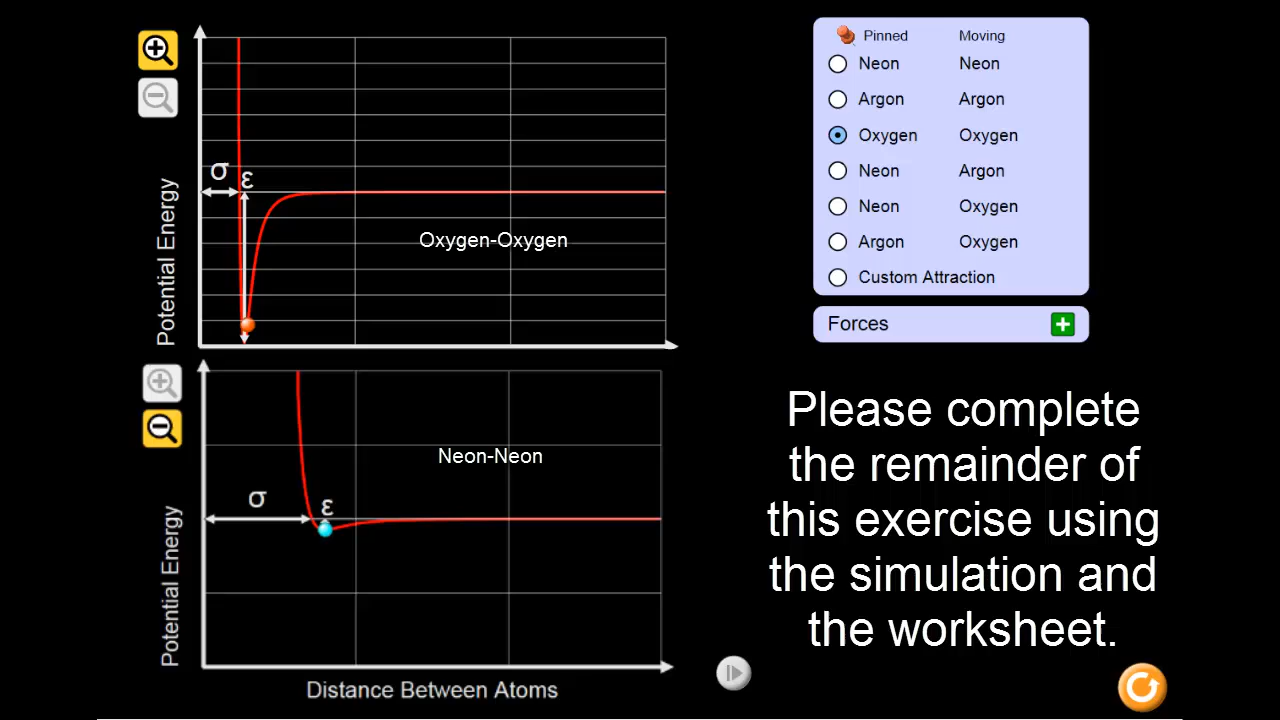 Pinned Moving
Neon Neon
Argon Argon
Oxygen Oxygen
Neon Argon
Neon Oxygen
Argon Oxygen
Custom Attraction
Forces
σ
ε
Oxygen-Oxygen
Potential Energy
σ
ε
Neon-Neon
Potential Energy
Distance Between Atoms
Please complete
the remainder of
this exercise using
the simulation and
the worksheet.